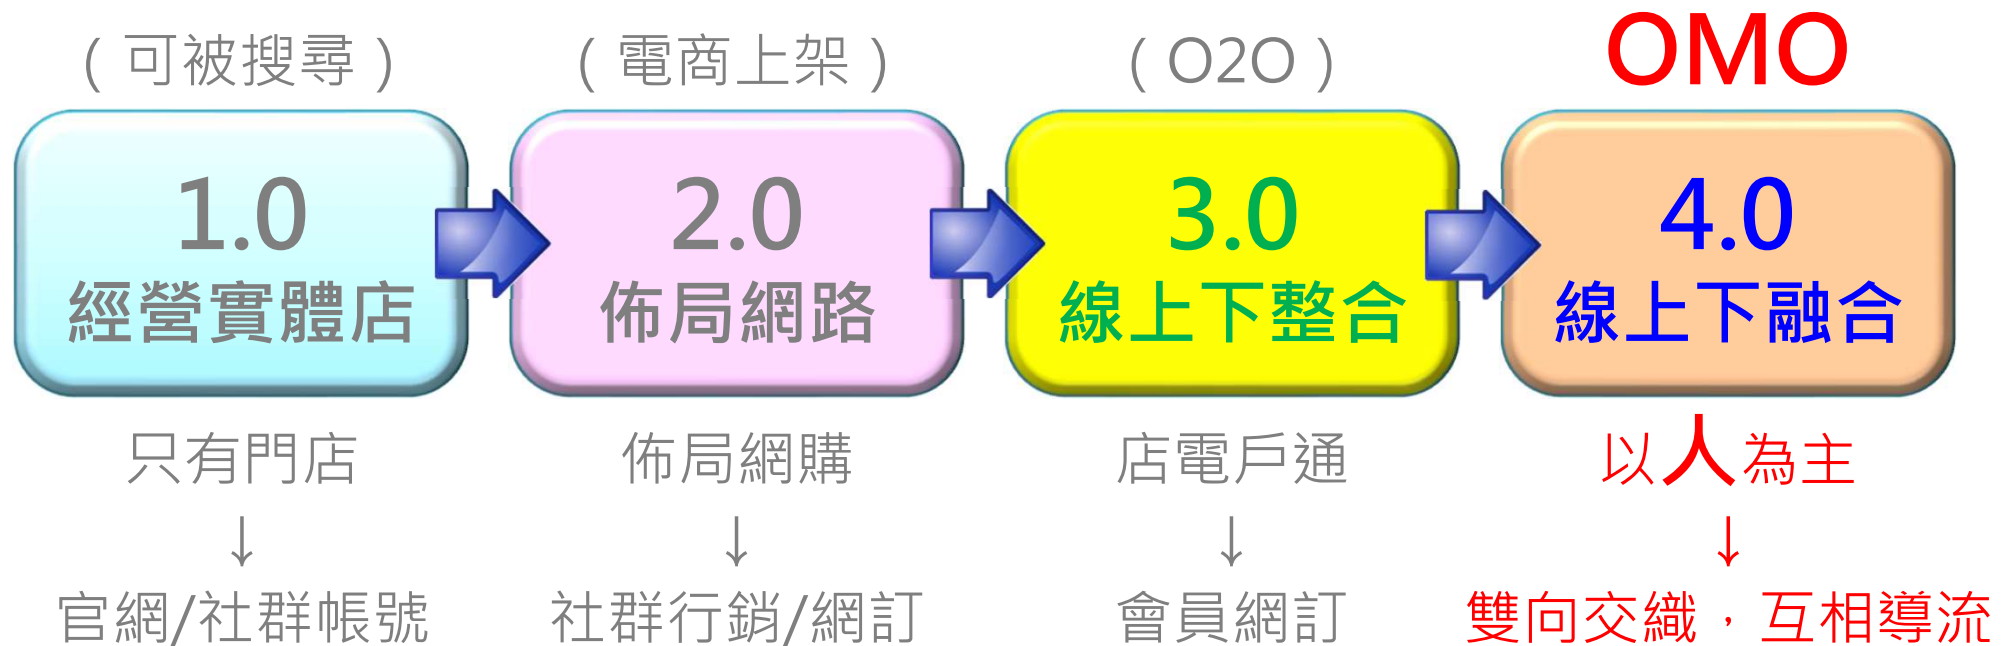 （可被搜尋）
1.0
經營實體店
只有門店
↓
官網/社群帳號
（電商上架）
2.0
佈局網路
佈局網購
↓
社群行銷/網訂
（O2O）
3.0
線上下整合
店電戶通
↓
會員網訂
OMO
4.0
線上下融合
以人為主
↓
雙向交織，互相導流